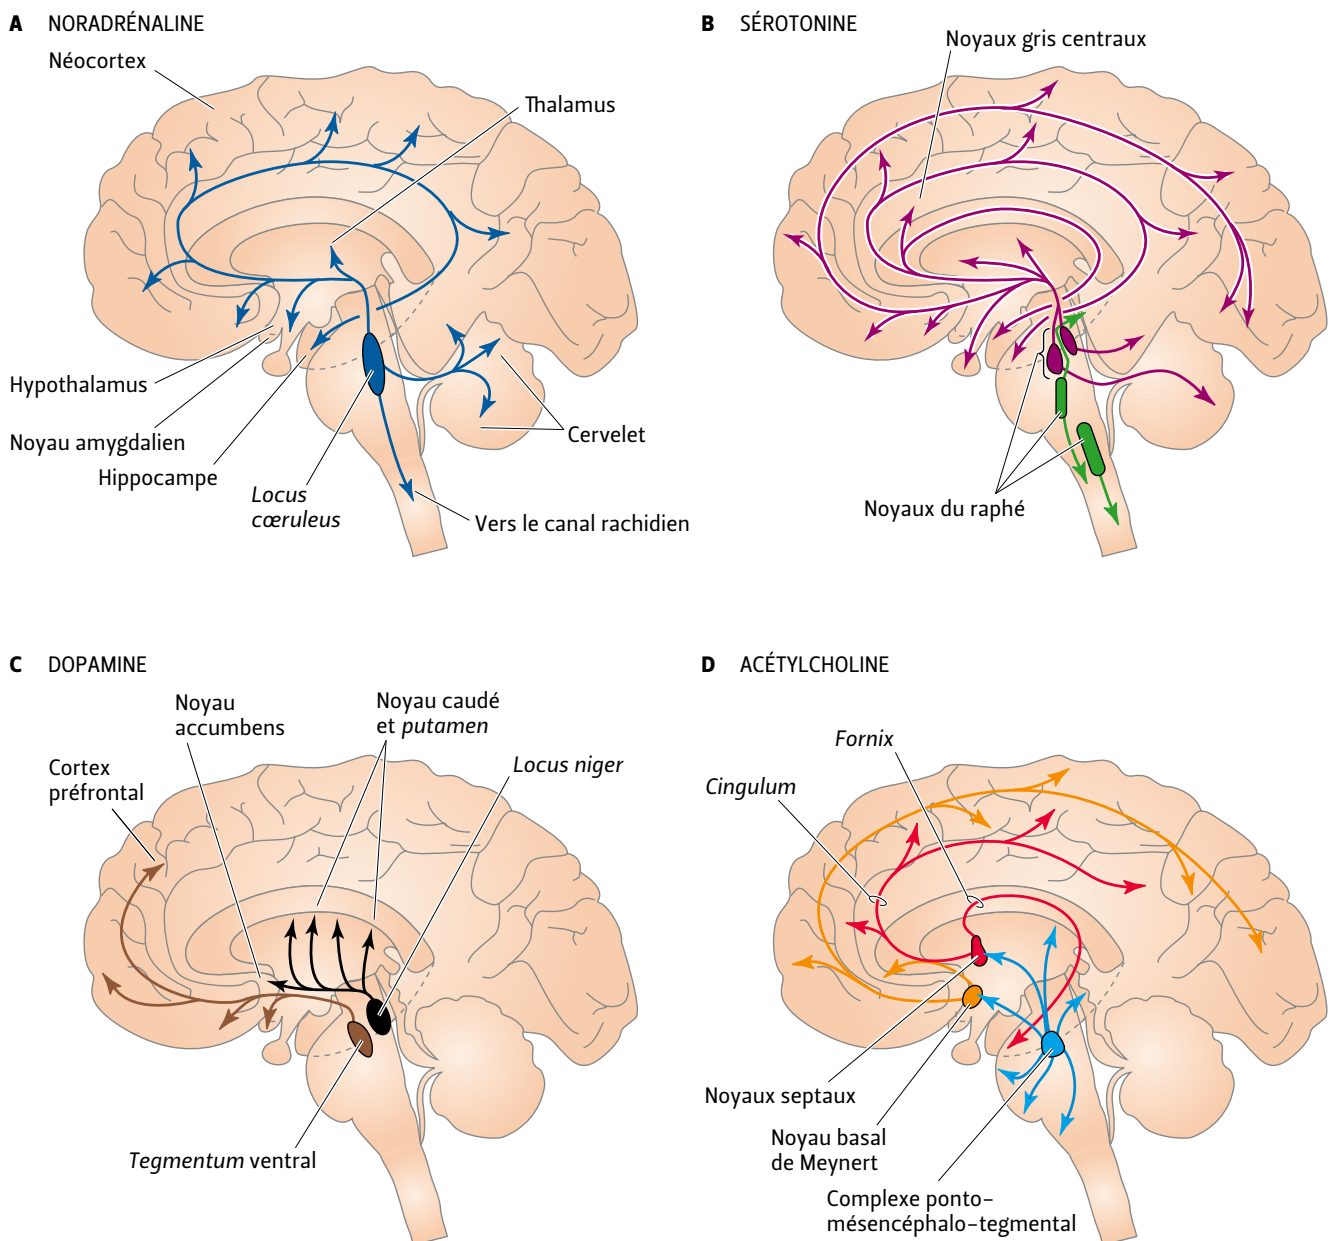 A NORADRÉNALINE
Néocortex
Thalamus
Hypothalamus
Noyau amygdalien
Hippocampe
Locus
cœruleus
Cervelet
Vers le canal rachidien
B SÉROTONINE
Noyaux gris centraux
Noyaux du raphé
C DOPAMINE
Noyau
accumbens
Noyau caudé
et putamen
Cortex
préfrontal
Locus niger
Tegmentum ventral
D ACÉTYLCHOLINE
Fornix
Cingulum
Noyaux septaux
Noyau basal
de Meynert
Complexe ponto-
mésencéphalo-tegmental